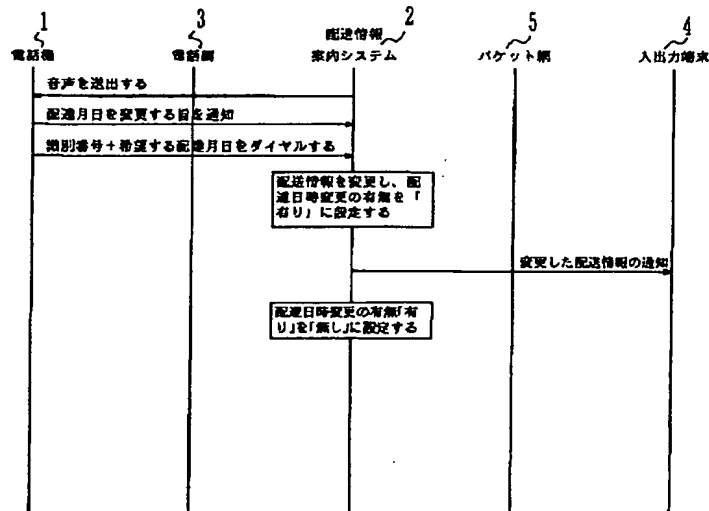 1
3
2
5
4
電話機
電話網
配送情報
案内システム
パケット網
入出力端末
音声を送出する
配達月日を変更する旨を通知
識別番号+希望する配達月日をダイヤルする
配送情報を変更し、配
達日時変更の有無を「
有り」に設定する
変更した配送情報の通知
配達日時変更の有無「有
り」を「無し」に設定する